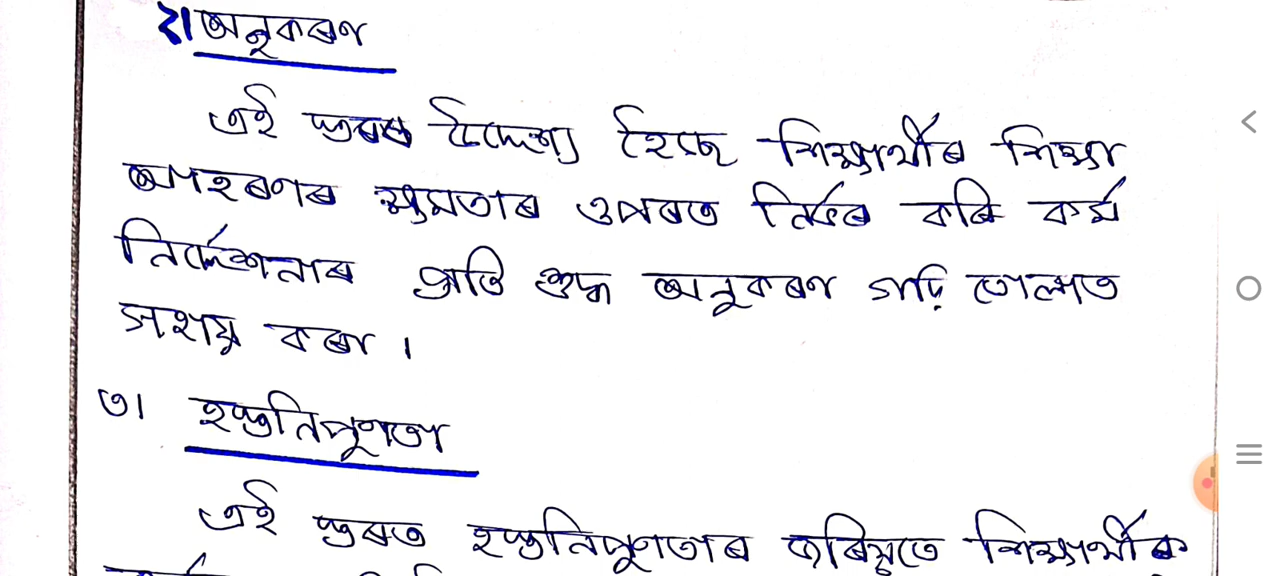 ২। অনুকৰণ
এই স্তৰৰ উদ্দেশ্য হৈছে শিক্ষাৰ্থীৰ শিক্ষা
আহৰণৰ ক্ষমতাৰ ওপৰত নিৰ্ভৰ কৰি কৰ্ম
নিৰ্দেশনাৰ প্ৰতি শুদ্ধ অনুকৰণ গঢ়ি তোলাত
সহায় কৰা ।
৩। হস্তনিপুণতা
এই স্তৰত হস্তনিপুণতাৰ জৰিয়তে শিক্ষাৰ্থীক